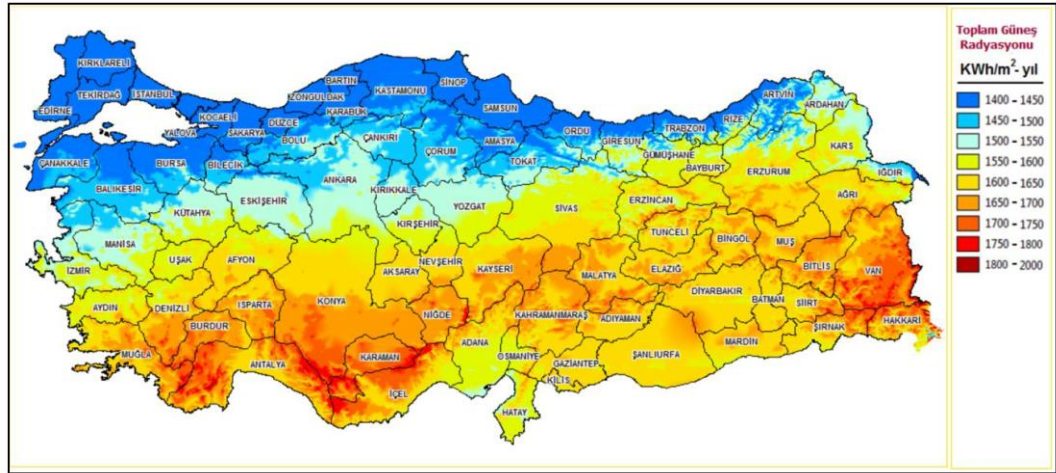 Toplam Güneş
Radyasyonu
KWh/m²-yıl
1400 - 1450
1450 - 1500
1500 - 1550
1550 - 1600
1600 - 1650
1650 - 1700
1700 - 1750
1750 - 1800
1800 - 2000
KIRKLARELİ
EDİRNE
TEKİRDAĞ
İSTANBUL
KOCAELİ
YALOVA
SAKARYA
DÜZCE
ZONGULDAK
BARTIN
KARABÜK
KASTAMONU
SİNOP
SAMSUN
ORDU
GİRESUN
TRABZON
RİZE
ARTVİN
ARDAHAN
ÇANAKKALE
BURSA
BİLECİK
BOLU
ÇANKIRI
ÇORUM
AMASYA
TOKAT
GÜMÜŞHANE
BAYBURT
ERZURUM
KARS
IĞDIR
BALIKESİR
KÜTAHYA
ESKİŞEHİR
ANKARA
KIRIKKALE
YOZGAT
SİVAS
ERZİNCAN
AĞRI
MANİSA
UŞAK
AFYON
KIRŞEHİR
NEVŞEHİR
AKSARAY
KAYSERİ
MALATYA
TUNCELİ
ELAZIĞ
BİNGÖL
MUŞ
BİTLİS
VAN
İZMİR
AYDIN
DENİZLİ
ISPARTA
BURDUR
KONYA
NİĞDE
KAHRAMANMARAŞ
ADIYAMAN
DİYARBAKIR
BATMAN
SİİRT
ŞIRNAK
HAKKARİ
MUĞLA
ANTALYA
KARAMAN
İÇEL
ADANA
OSMANİYE
GAZİANTEP
KİLİS
ŞANLIURFA
MARDİN
HATAY